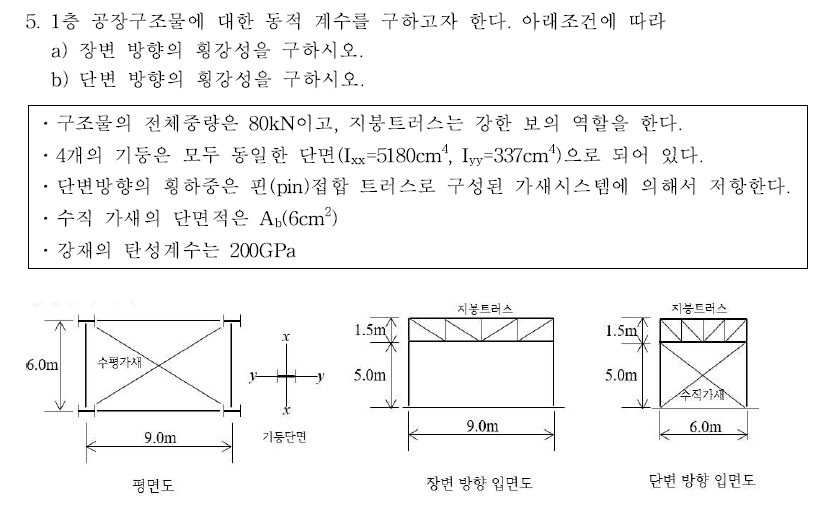 5. 1층 공장구조물에 대한 동적 계수를 구하고자 한다. 아래조건에 따라
a) 장변 방향의 횡강성을 구하시오.
b) 단변 방향의 횡강성을 구하시오.
· 구조물의 전체중량은 80kN이고, 지붕트러스는 강한 보의 역할을 한다.
· 4개의 기둥은 모두 동일한 단면(Ixx=5180cm⁴, Iyy=337cm⁴)으로 되어 있다.
· 단변방향의 횡하중은 핀(pin)접합 트러스로 구성된 가새시스템에 의해서 저항한다.
· 수직 가새의 단면적은 Ab(6cm²)
· 강재의 탄성계수는 200GPa
6.0m
수평가새
9.0m
평면도
x
y
y
x
기둥단면
지붕트러스
1.5m
5.0m
9.0m
장변 방향 입면도
지붕트러스
1.5m
5.0m
수직가새
6.0m
단변 방향 입면도